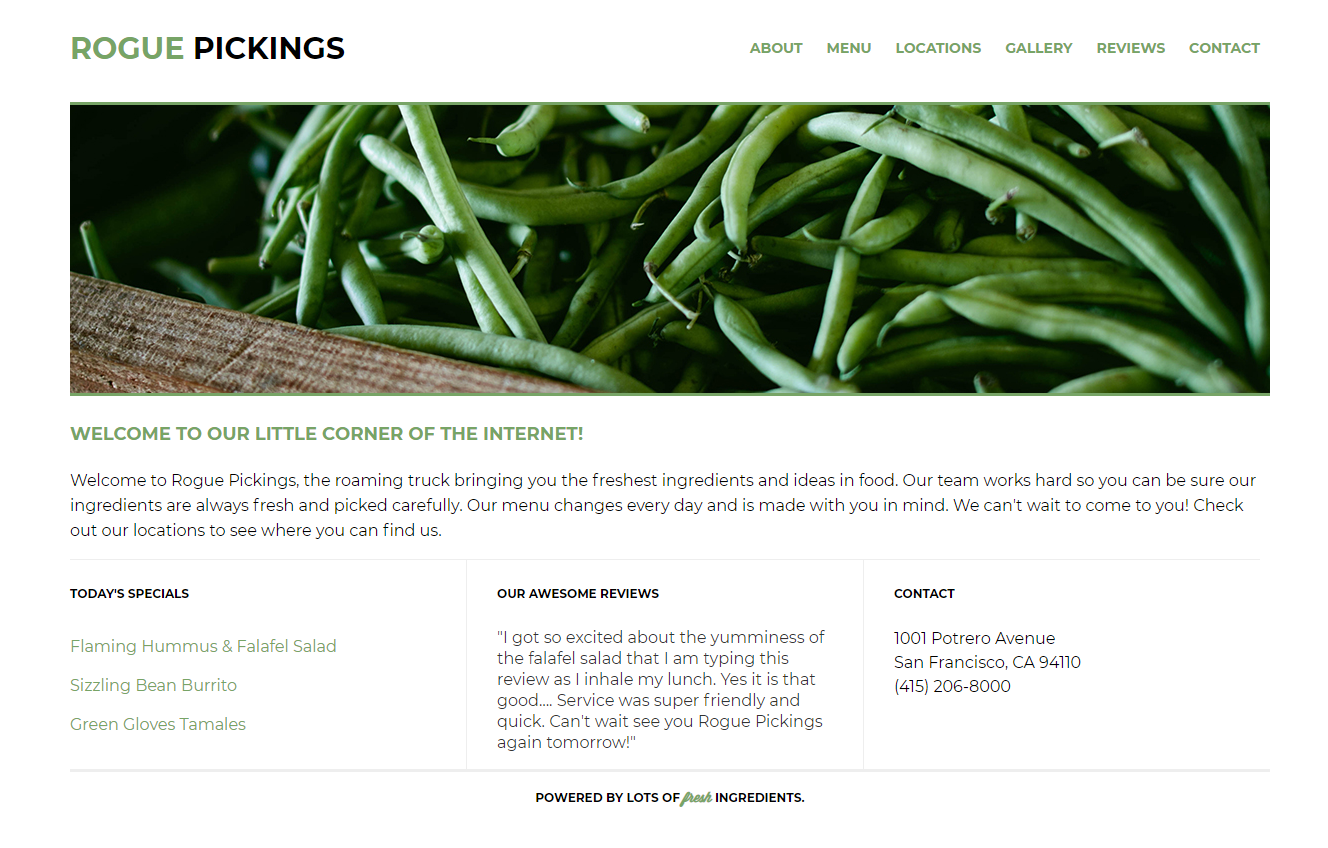 ROGUE PICKINGS
ABOUT MENU LOCATIONS GALLERY REVIEWS CONTACT
WELCOME TO OUR LITTLE CORNER OF THE INTERNET!
Welcome to Rogue Pickings, the roaming truck bringing you the freshest ingredients and ideas in food. Our team works hard so you can be sure our
ingredients are always fresh and picked carefully. Our menu changes every day and is made with you in mind. We can't wait to come to you! Check
out our locations to see where you can find us.
TODAY'S SPECIALS
Flaming Hummus & Falafel Salad
Sizzling Bean Burrito
Green Gloves Tamales
OUR AWESOME REVIEWS
"I got so excited about the yumminess of
the falafel salad that I am typing this
review as I inhale my lunch. Yes it is that
good.... Service was super friendly and
quick. Can't wait see you Rogue Pickings
again tomorrow!"
CONTACT
1001 Potrero Avenue
San Francisco, CA 94110
(415) 206-8000
POWERED BY LOTS OF fresh INGREDIENTS.